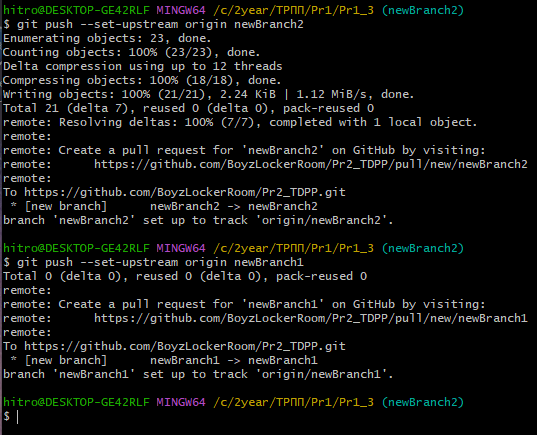 hitro@DESKTOP-GE42RLF MINGW64 /c/2year/ТРПП/Pr1/Pr1_3 (newBranch2)
$ git push --set-upstream origin newBranch2
Enumerating objects: 23, done.
Counting objects: 100% (23/23), done.
Delta compression using up to 12 threads
Compressing objects: 100% (18/18), done.
Writing objects: 100% (21/21), 2.24 KiB | 1.12 MiB/s, done.
Total 21 (delta 7), reused 0 (delta 0), pack-reused 0
remote: Resolving deltas: 100% (7/7), completed with 1 local object.
remote:
remote: Create a pull request for 'newBranch2' on GitHub by visiting:
remote:      https://github.com/BoyzLockerRoom/Pr2_TDPP/pull/new/newBranch2
remote:
To https://github.com/BoyzLockerRoom/Pr2_TDPP.git
 * [new branch]      newBranch2 -> newBranch2
branch 'newBranch2' set up to track 'origin/newBranch2'.

hitro@DESKTOP-GE42RLF MINGW64 /c/2year/ТРПП/Pr1/Pr1_3 (newBranch2)
$ git push --set-upstream origin newBranch1
Total 0 (delta 0), reused 0 (delta 0), pack-reused 0
remote:
remote: Create a pull request for 'newBranch1' on GitHub by visiting:
remote:      https://github.com/BoyzLockerRoom/Pr2_TDPP/pull/new/newBranch1
remote:
To https://github.com/BoyzLockerRoom/Pr2_TDPP.git
 * [new branch]      newBranch1 -> newBranch1
branch 'newBranch1' set up to track 'origin/newBranch1'.

hitro@DESKTOP-GE42RLF MINGW64 /c/2year/ТРПП/Pr1/Pr1_3 (newBranch2)
$